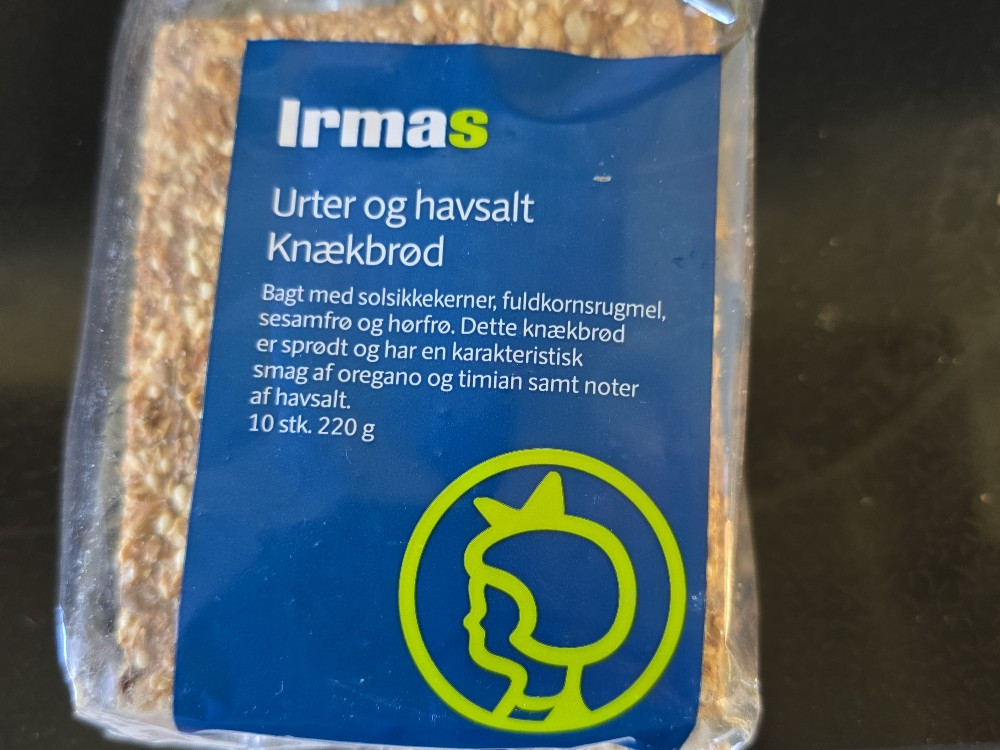 Irmas
Urter og havsalt
Knækbrød
Bagt med solsikkekerner, fuldkornsrugmel,
sesamfrø og hørfrø. Dette knækbrød
er sprødt og har en karakteristisk
smag af oregano og timian samt noter
af havsalt.
10 stk. 220 g